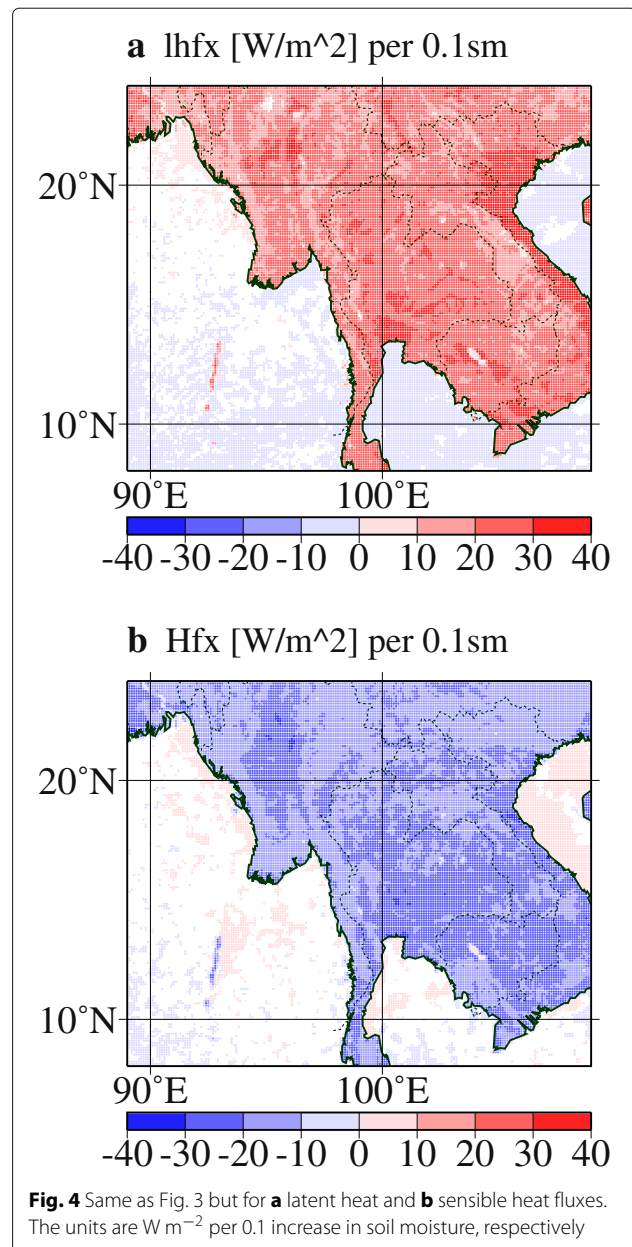 a lhfx [W/m^2] per 0.1sm
20˚N
10˚N
90˚E 100˚E
-40 -30 -20 -10 0 10 20 30 40
b Hfx [W/m^2] per 0.1sm
20˚N
10˚N
90˚E 100˚E
-40 -30 -20 -10 0 10 20 30 40
Fig. 4 Same as Fig. 3 but for a latent heat and b sensible heat fluxes.
The units are W m−2 per 0.1 increase in soil moisture, respectively